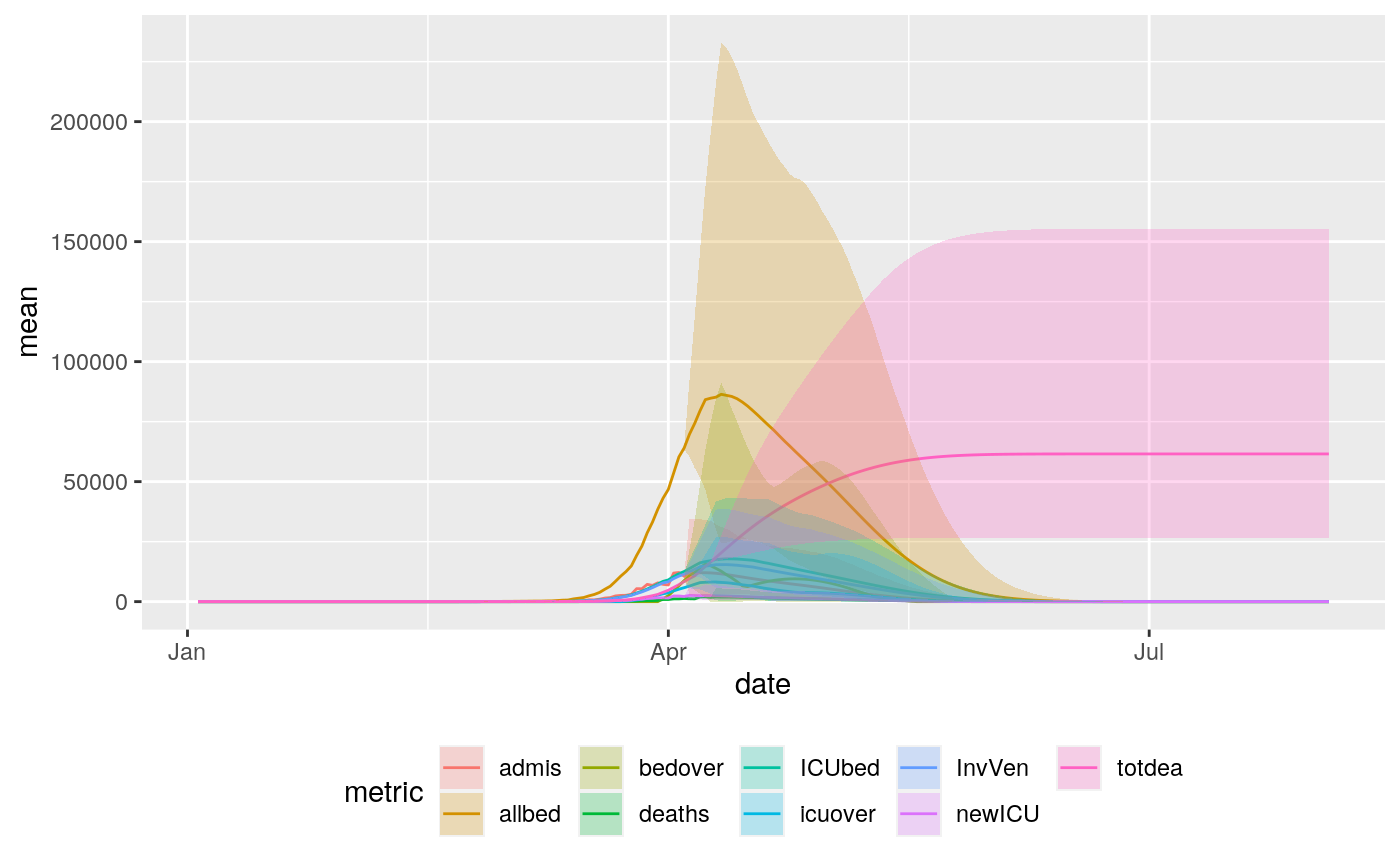 200000
150000
mean
100000
50000
0
Jan Apr Jul
date
metric
admis bedover ICUbed InvVen totdea
allbed deaths icuover newICU